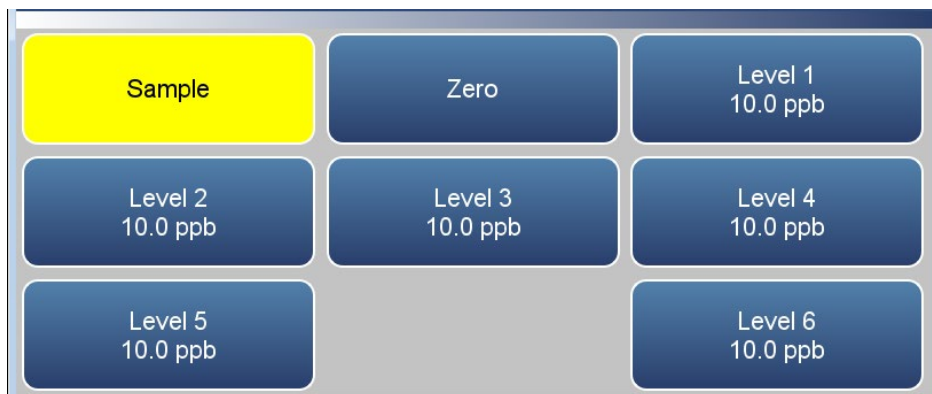 Sample
Zero
Level 1
10.0 ppb
Level 2
10.0 ppb
Level 3
10.0 ppb
Level 4
10.0 ppb
Level 5
10.0 ppb
Level 6
10.0 ppb